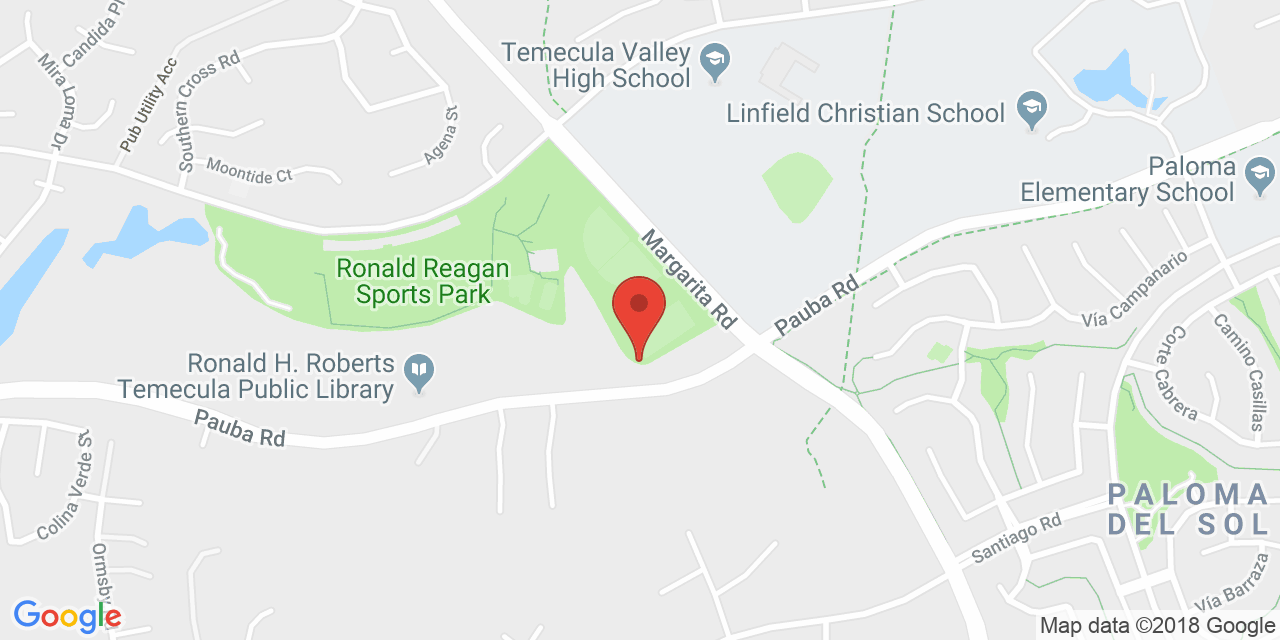 Mira Loma Dr
Candida Pl
Pub Utility Acc
Southern Cross Rd
Moontide Ct
Agena St
Temecula Valley
High School
Linfield Christian School
Paloma
Elementary School
Ronald Reagan
Sports Park
Margarita Rd
Pauba Rd
Vía Campanario
Corte Cabrera
Camino Casillas
Ronald H. Roberts
Temecula Public Library
Pauba Rd
Colina Verde St
Ormsby
PALOMA
DEL SOL
Santiago Rd
Vía Barraza
Google
Map data ©2018 Google